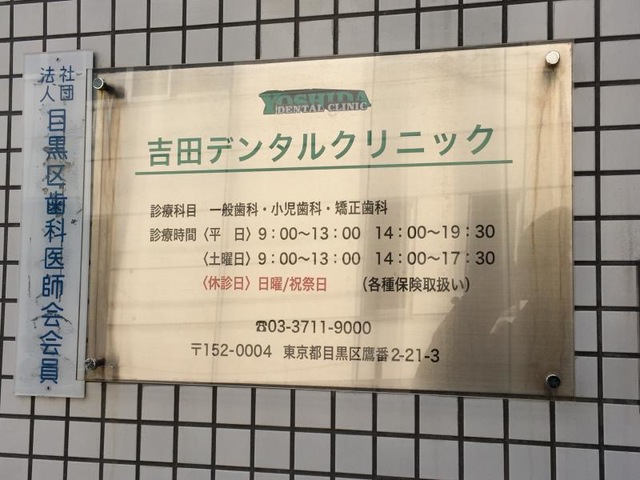 社団
法人
目黒区歯科医師会会員
YOSHIDA
DENTAL CLINIC
吉田デンタルクリニック
診療科目 一般歯科・小児歯科・矯正歯科
診療時間〈平 日〉9：00〜13：00 14：00〜19：30
〈土曜日〉9：00〜13：00 14：00〜17：30
〈休診日〉日曜/祝祭日 （各種保険取扱い）
☎03-3711-9000
〒152-0004 東京都目黒区鷹番2-21-3